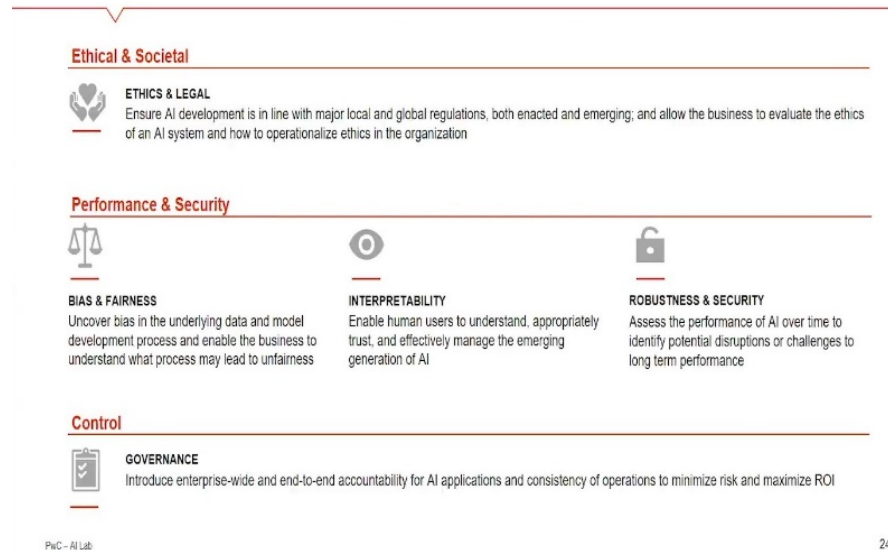 Ethical & Societal
ETHICS & LEGAL
Ensure AI development is in line with major local and global regulations, both enacted and emerging; and allow the business to evaluate the ethics
of an AI system and how to operationalize ethics in the organization
Performance & Security
BIAS & FAIRNESS
Uncover bias in the underlying data and model
development process and enable the business to
understand what process may lead to unfairness
INTERPRETABILITY
Enable human users to understand, appropriately
trust, and effectively manage the emerging
generation of AI
ROBUSTNESS & SECURITY
Assess the performance of AI over time to
identify potential disruptions or challenges to
long term performance
Control
GOVERNANCE
Introduce enterprise-wide and end-to-end accountability for AI applications and consistency of operations to minimize risk and maximize ROI
PwC – AI Lab
24